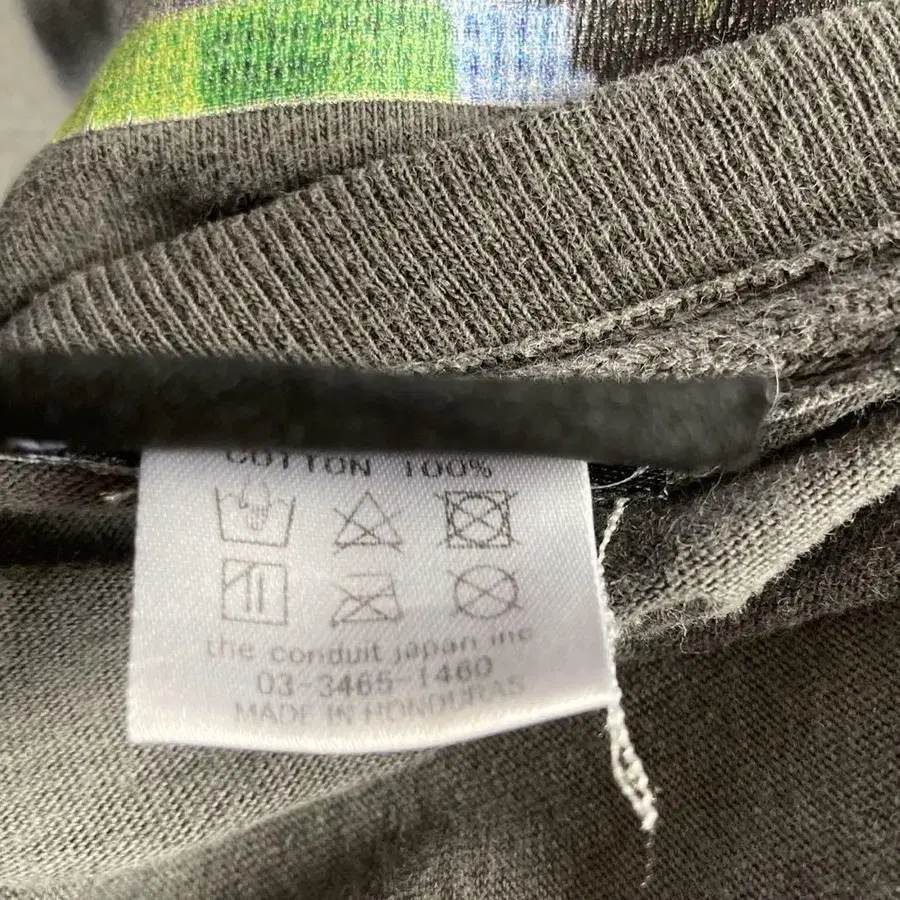 COTTON 100%
the conduit japan inc
03-3465-1460
MADE IN HONDURAS